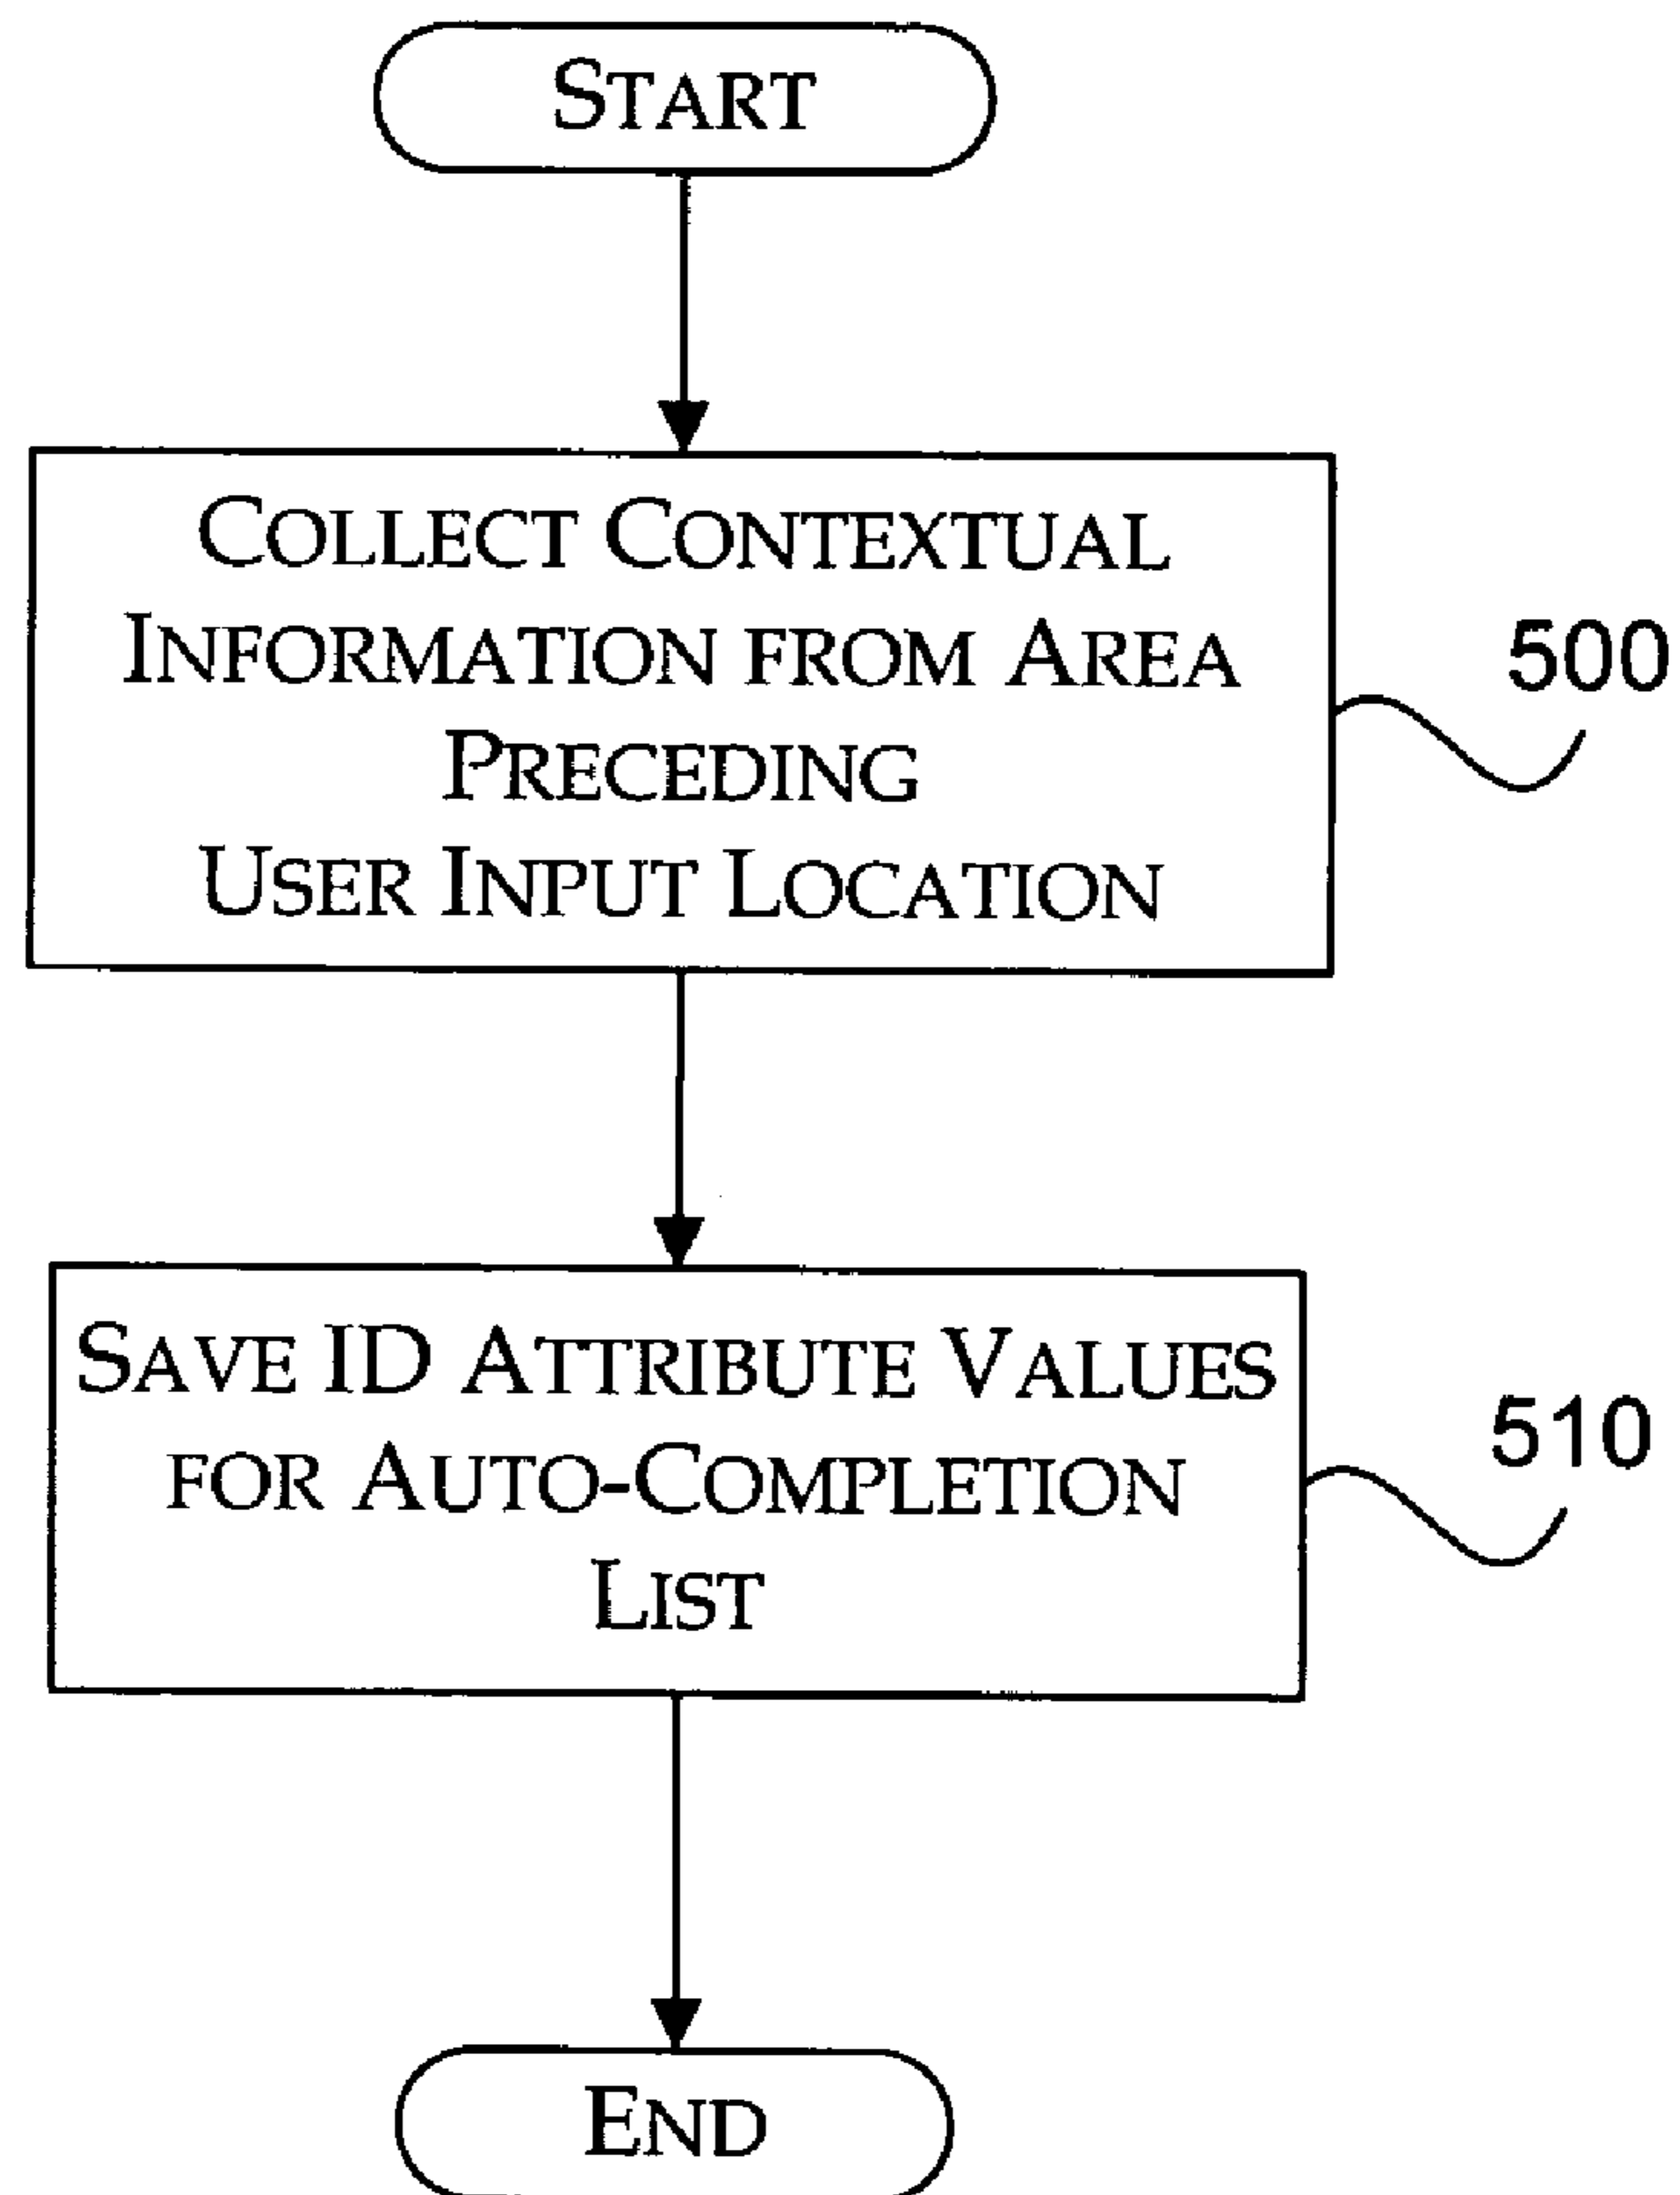 START
COLLECT CONTEXTUAL
INFORMATION FROM AREA
PRECEDING
USER INPUT LOCATION
500
SAVE ID ATTRIBUTE VALUES
FOR AUTO-COMPLETION
LIST
510
END